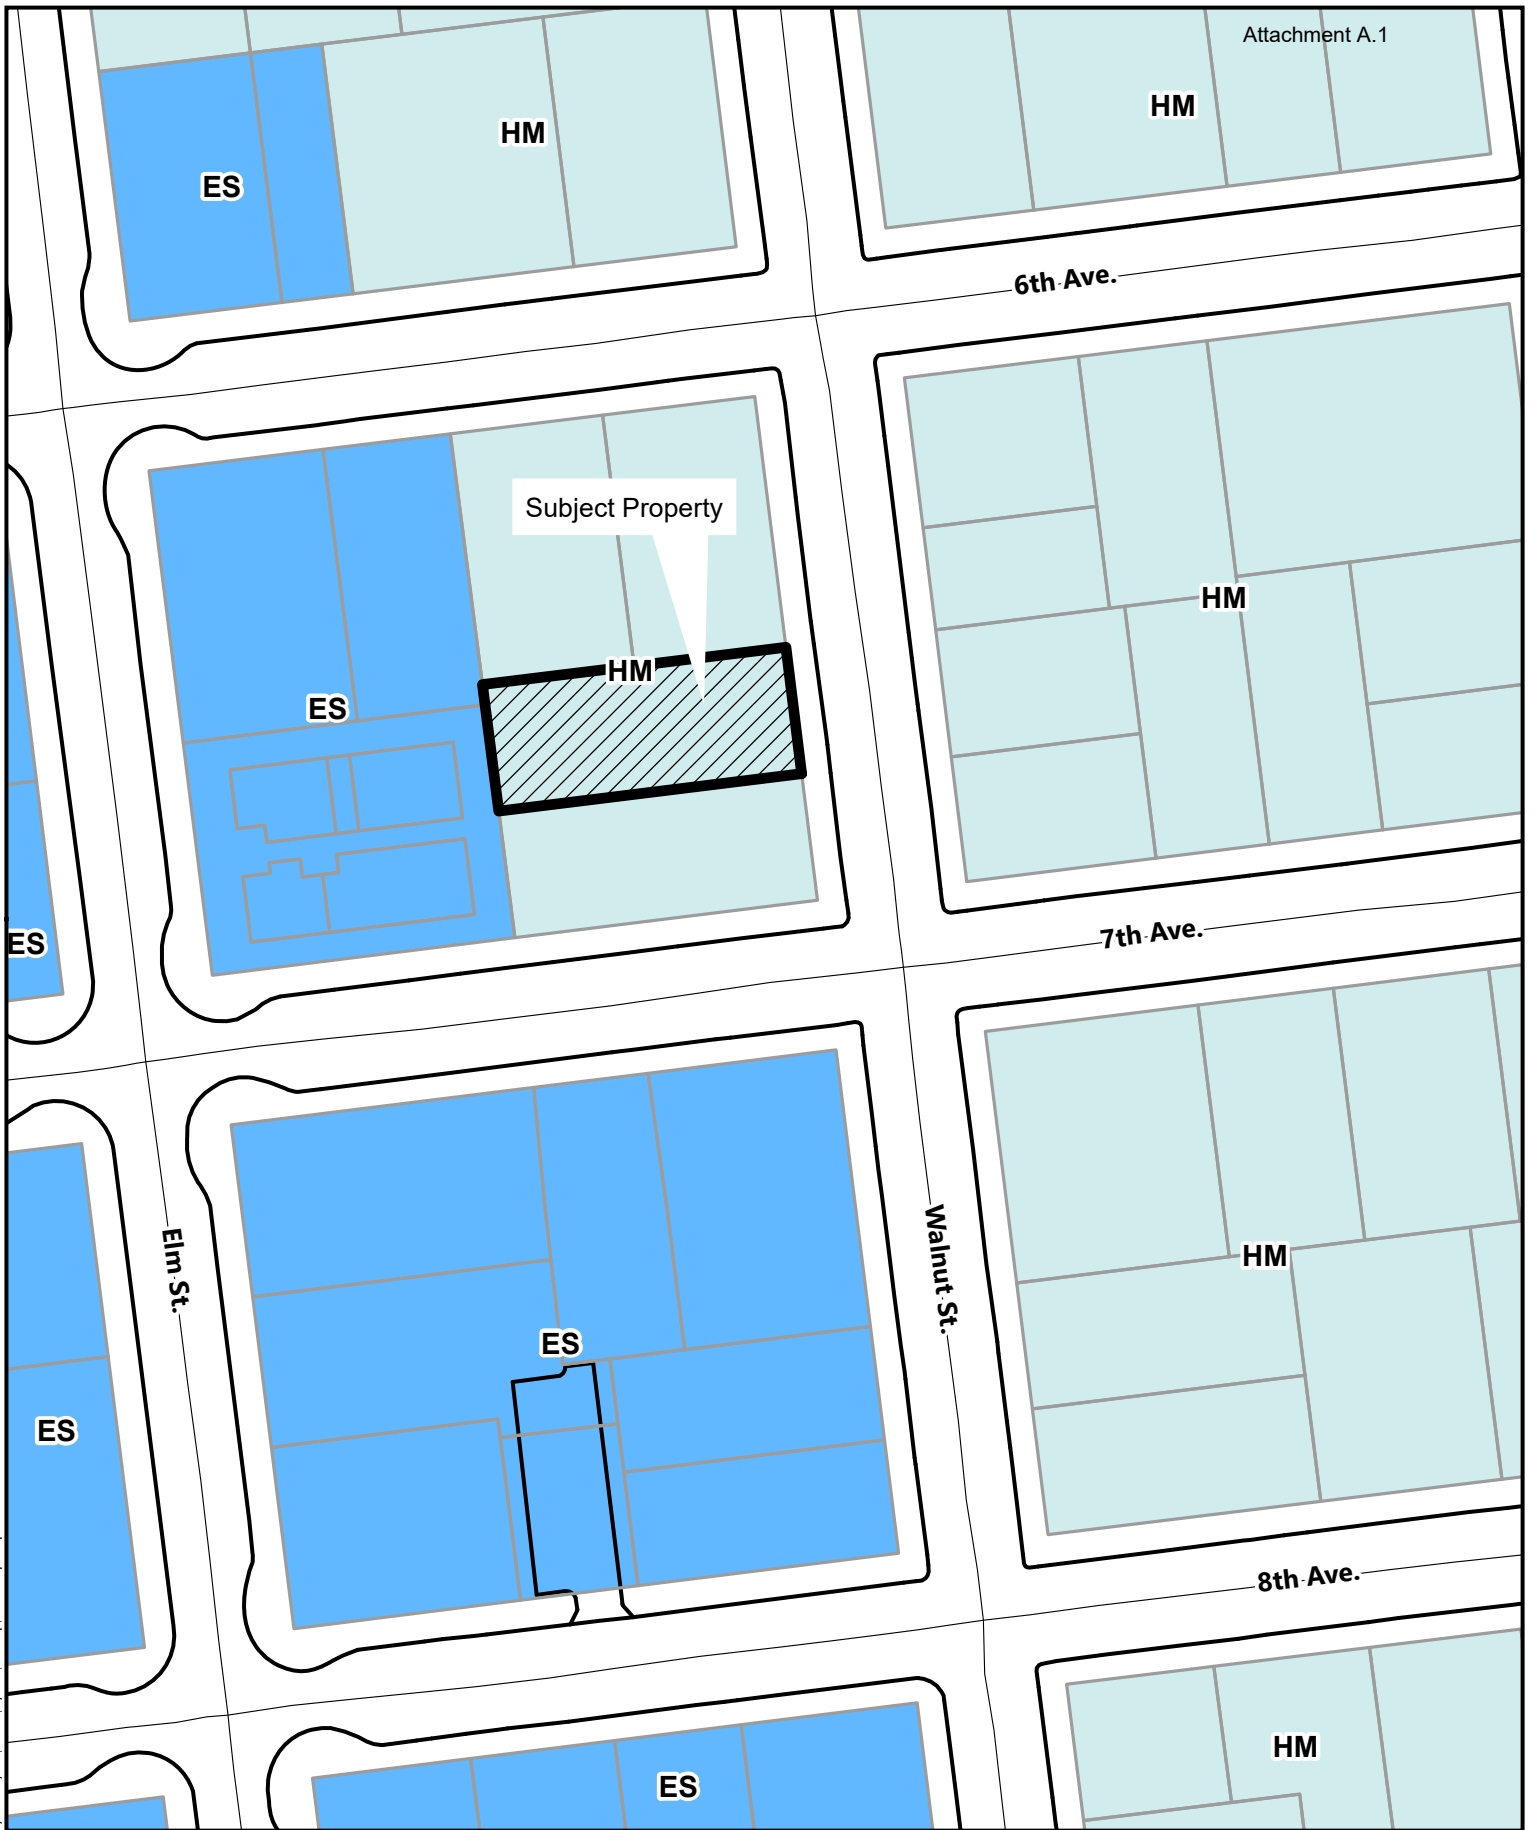 Attachment A.1
HM
HM
ES
6th Ave.
Subject Property
HM
HM
ES
7th Ave.
ES
Elm St.
Walnut St.
HM
ES
ES
8th Ave.
HM
ES